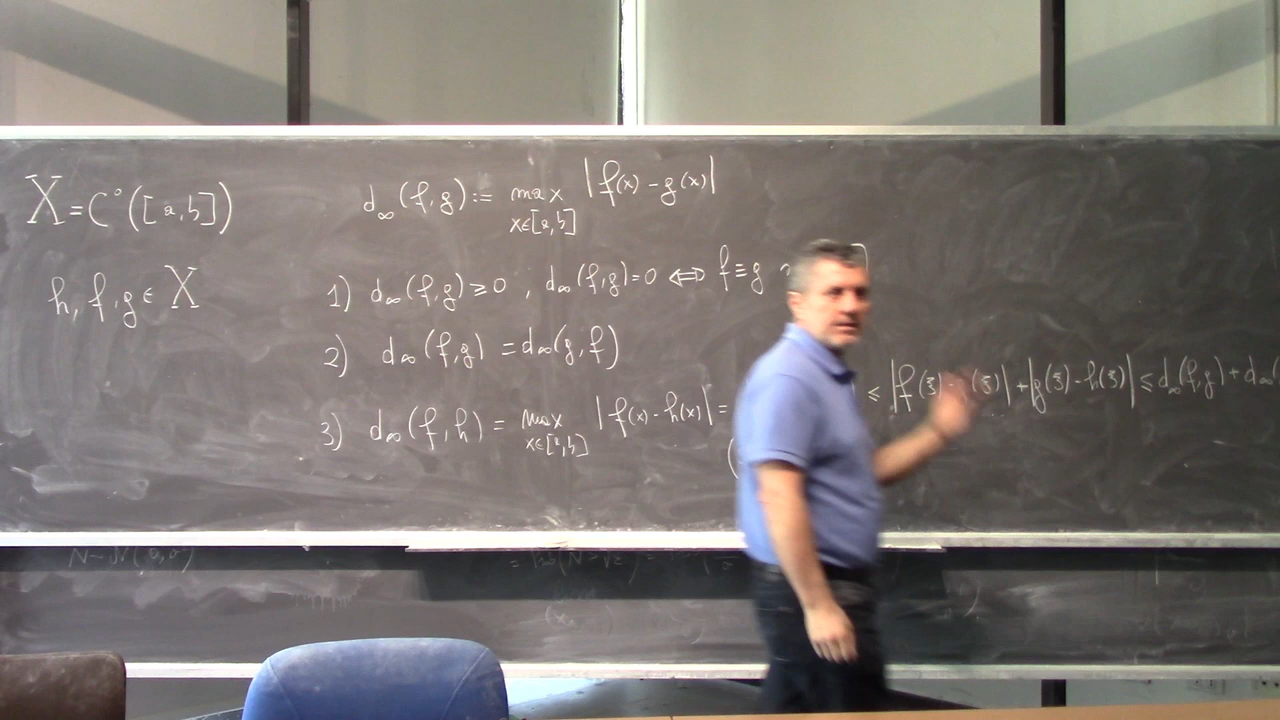 X = C°([a,b])
d∞(f,g) := max |f(x) - g(x)|
x∈[a,b]
h, f, g ∈ X
1) d∞(f,g) ≥ 0 , d∞(f,g) = 0 ⇔ f ≡ g
2) d∞(f,g) = d∞(g,f)
3) d∞(f,h) = max |f(x) - h(x)| = ≤ |f(ξ) - g(ξ)| + |g(ξ) - h(ξ)| ≤ d∞(f,g) + d∞(
x∈[a,b]